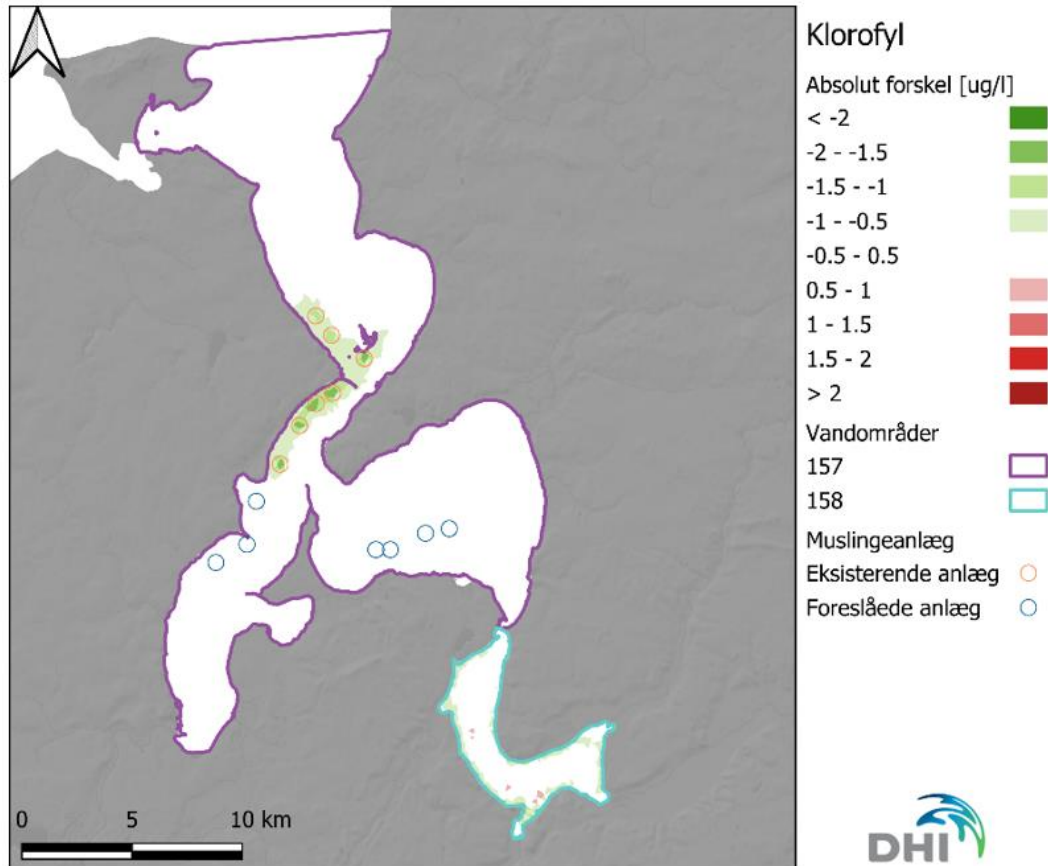 Klorofyl
Absolut forskel [ug/l]
< -2
-2 - -1.5
-1.5 - -1
-1 - -0.5
-0.5 - 0.5
0.5 - 1
1 - 1.5
1.5 - 2
> 2
Vandområder
157
158
Muslingeanlæg
Eksisterende anlæg
Foreslåede anlæg
0 5 10 km
DHI